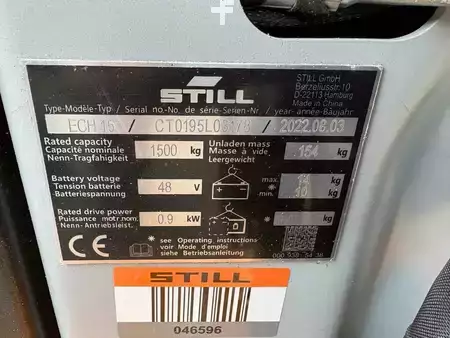 STILL
STILL GmbH
Berzeliusstr.10
D-22113 Hamburg
Made in China
Type-Modèle-Typ / Serial no.-No. de série-Serien-Nr / year-année-Baujahr
ECH 15 / / 2022.06.03
Rated capacity
Capacité nominale
Nenn-Tragfähigkeit
1500 kg
Unladen mass
Masse à vide
Leergewicht
kg
Battery voltage
Tension batterie
Batteriespannung
48 V
max.
min.
kg
kg
Rated drive power
Puissance motr.nom.
Nenn-Antriebsleist.
0.9 kW
* kg
CE
* see Operating instructions
voir Mode d'emploi
siehe Betriebsanleitung
STILL
046596